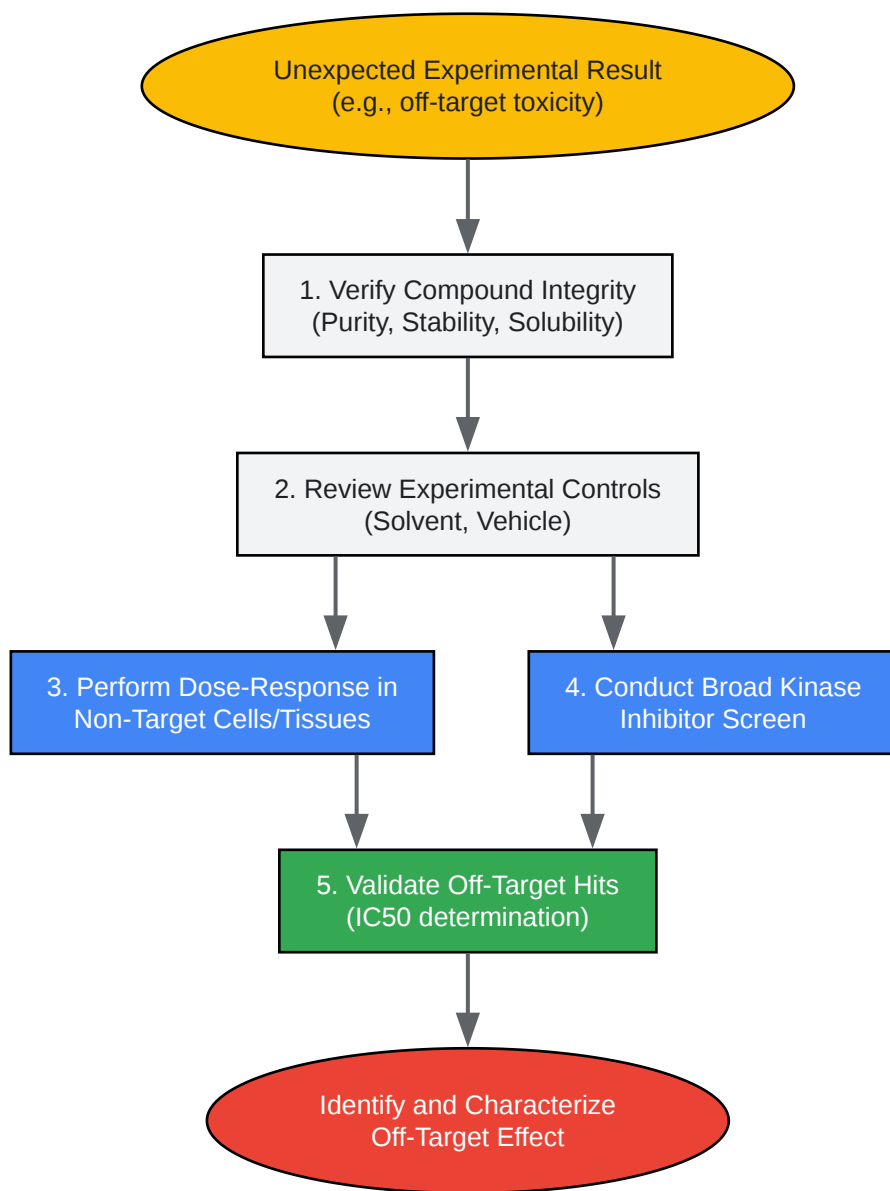 Unexpected Experimental Result
(e.g., off-target toxicity)
1. Verify Compound Integrity
(Purity, Stability, Solubility)
2. Review Experimental Controls
(Solvent, Vehicle)
3. Perform Dose-Response in
Non-Target Cells/Tissues
4. Conduct Broad Kinase
Inhibitor Screen
5. Validate Off-Target Hits
(IC50 determination)
Identify and Characterize
Off-Target Effect